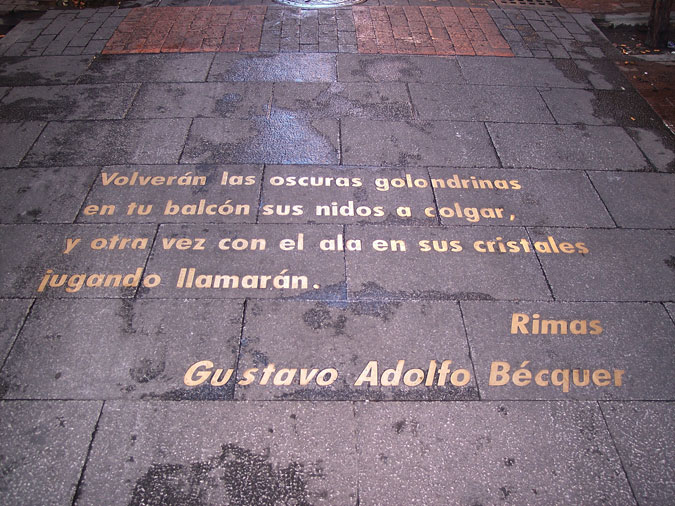 Volverán las oscuras golondrinas
en tu balcón sus nidos a colgar,
y otra vez con el ala en sus cristales
jugando llamarán.
Rimas
Gustavo Adolfo Bécquer